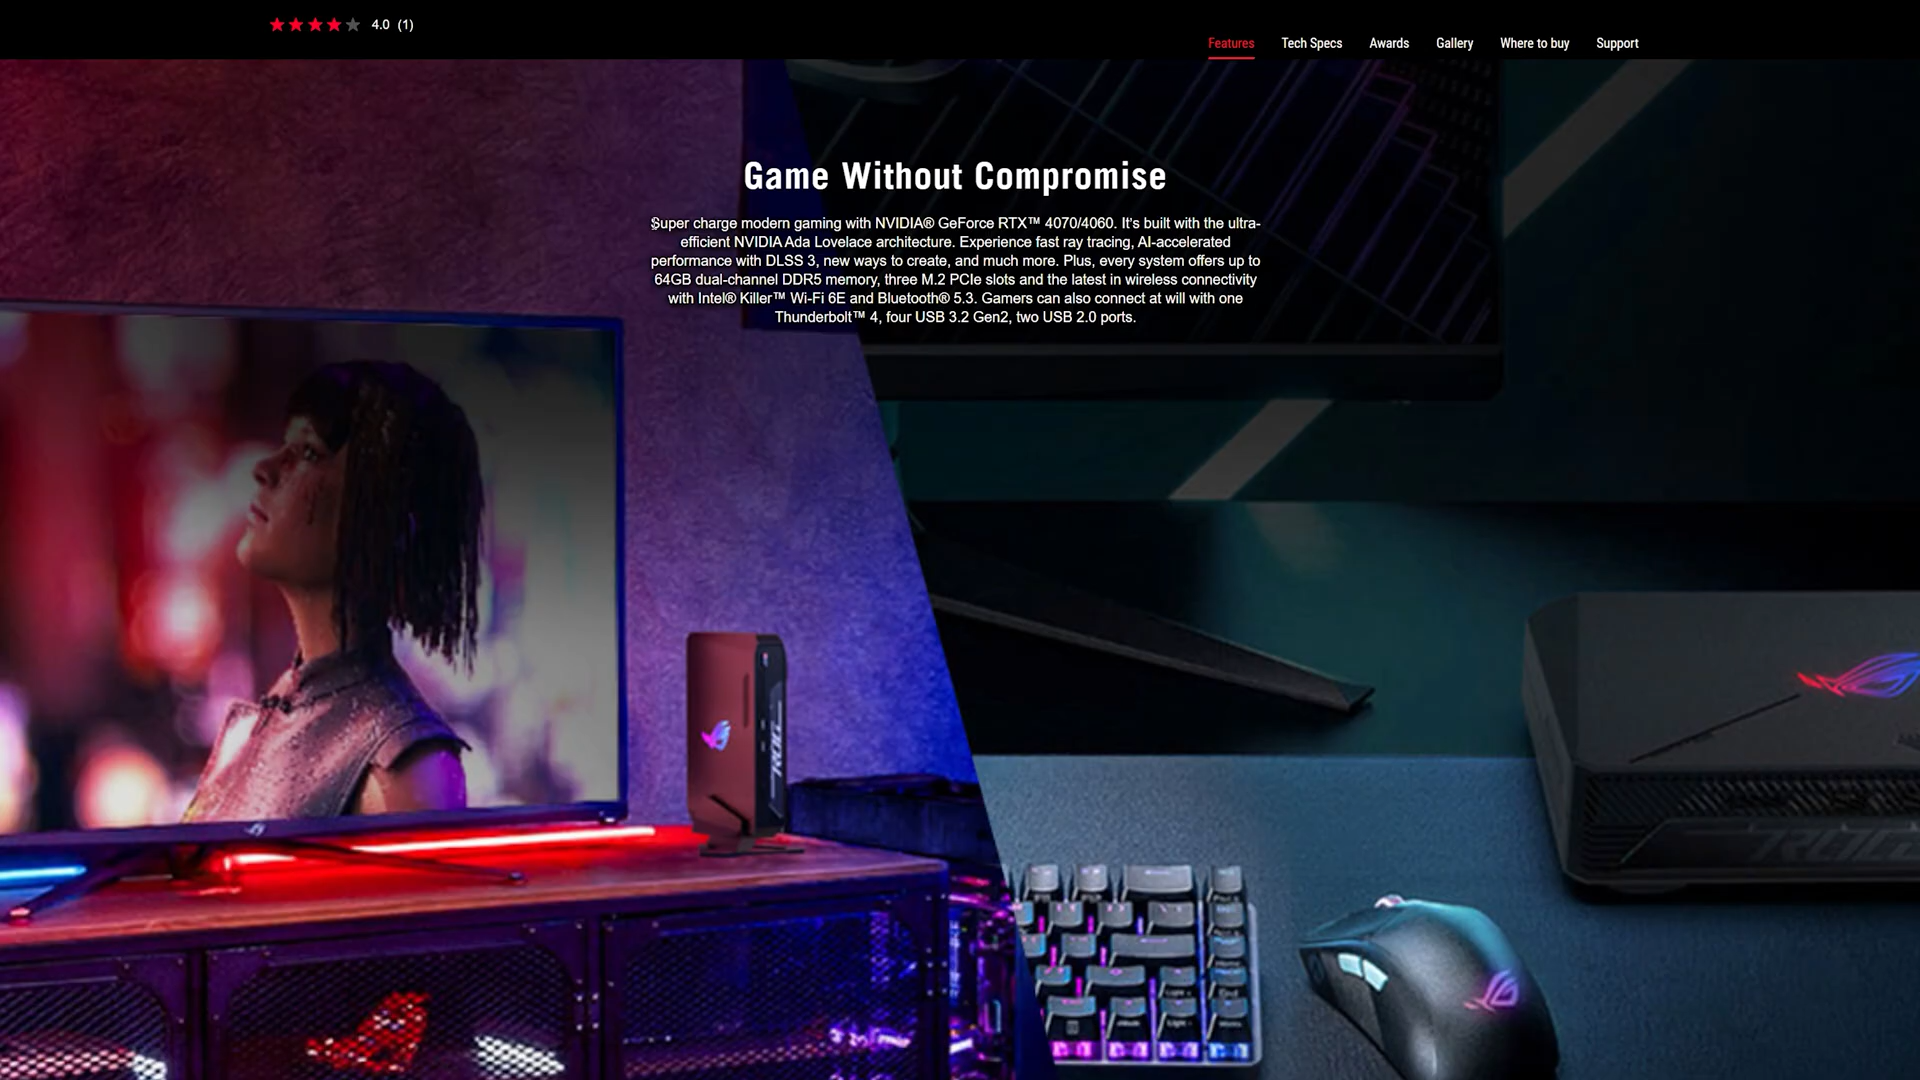 4.0 (1)
Features Tech Specs Awards Gallery Where to buy Support
Game Without Compromise
Super charge modern gaming with NVIDIA® GeForce RTX™ 4070/4060. It's built with the ultra-
efficient NVIDIA Ada Lovelace architecture. Experience fast ray tracing, AI-accelerated
performance with DLSS 3, new ways to create, and much more. Plus, every system offers up to
64GB dual-channel DDR5 memory, three M.2 PCIe slots and the latest in wireless connectivity
with Intel® Killer™ Wi-Fi 6E and Bluetooth® 5.3. Gamers can also connect at will with one
Thunderbolt™ 4, four USB 3.2 Gen2, two USB 2.0 ports.
ROG
ROG